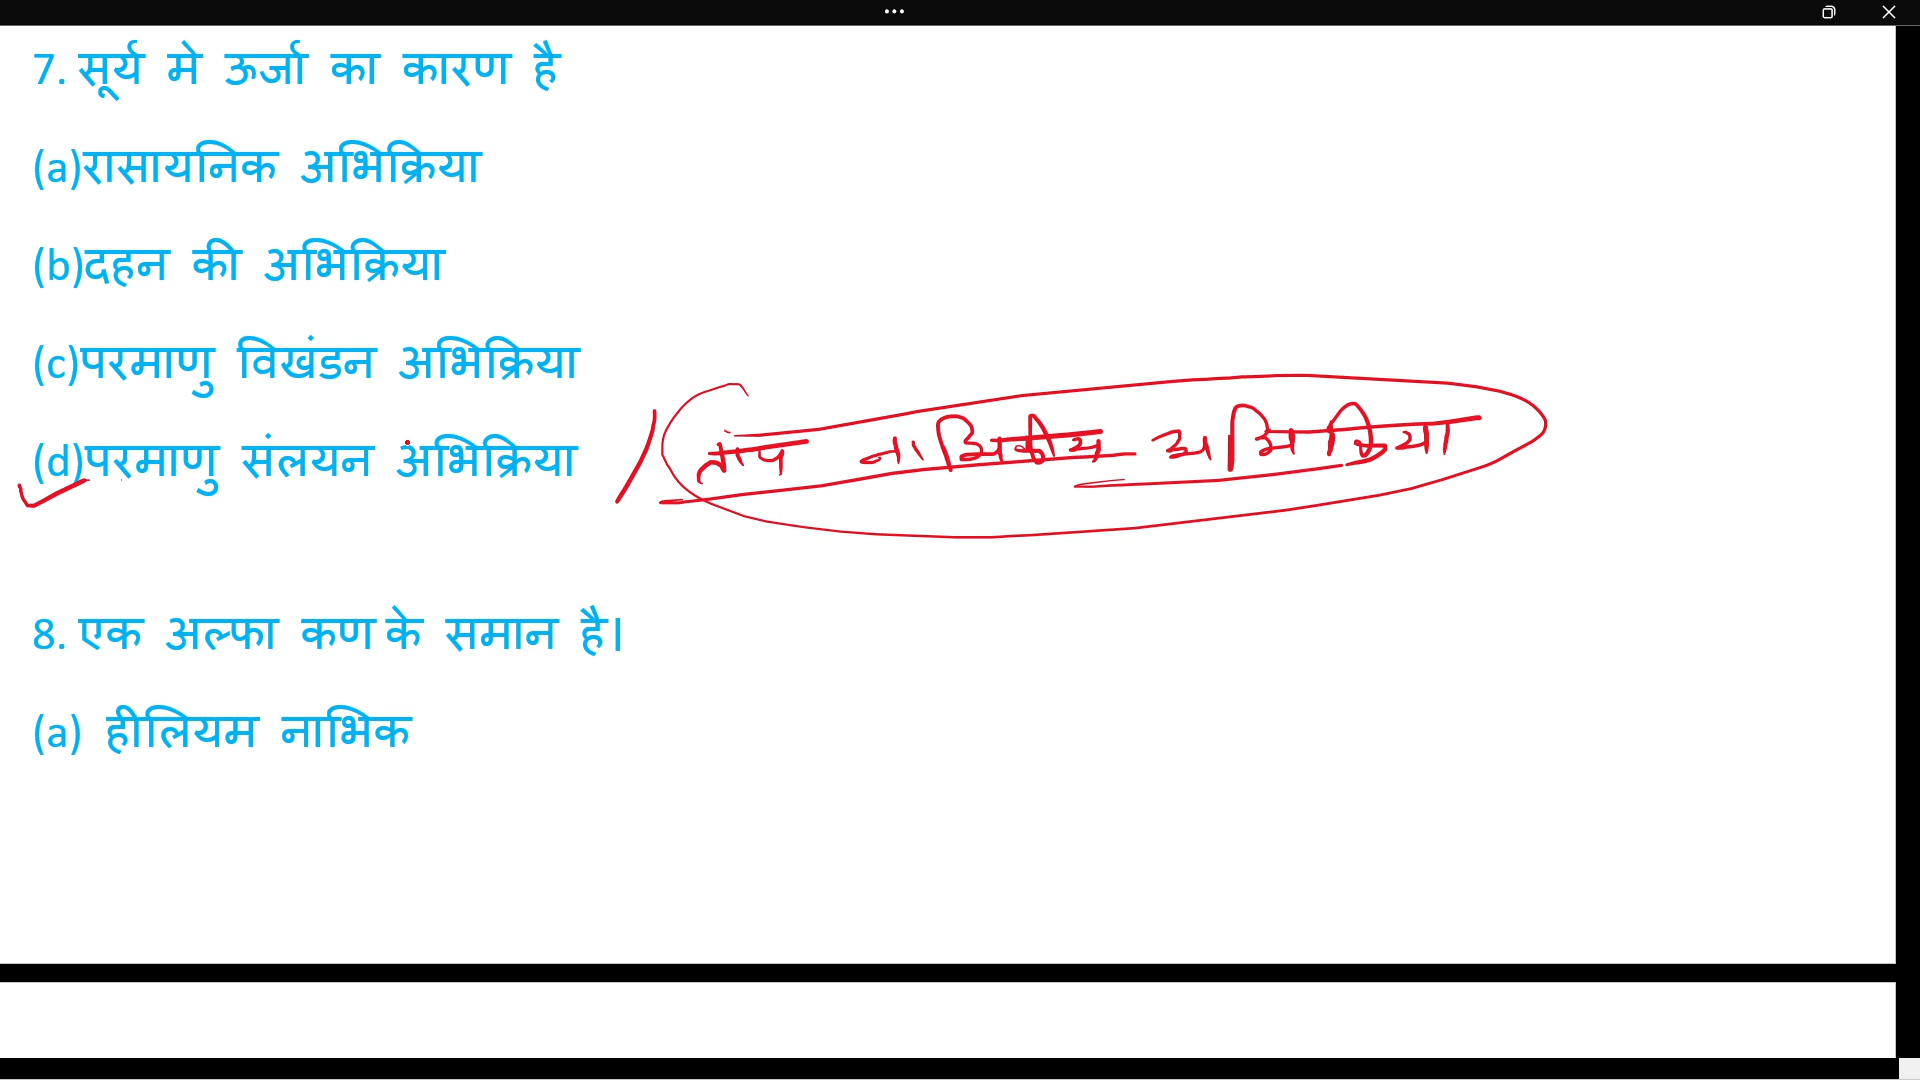 7. सूर्य मे ऊर्जा का कारण है
(a)रासायनिक अभिक्रिया
(b)दहन की अभिक्रिया
(c)परमाणु विखंडन अभिक्रिया
(d)परमाणु संलयन अभिक्रिया / ताप नाभिकीय अभिक्रिया
8. एक अल्फा कण के समान है।
(a) हीलियम नाभिक